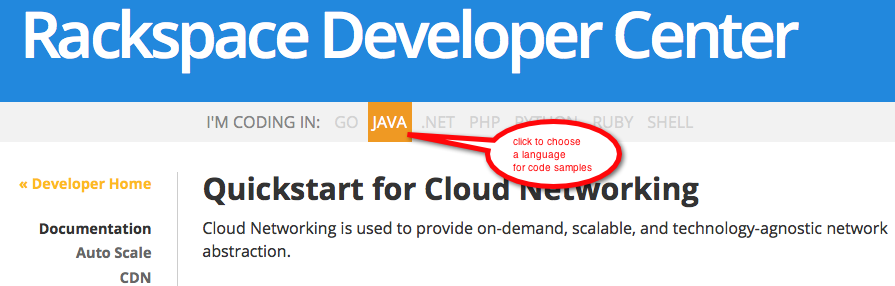 Rackspace Developer Center
I'M CODING IN: GO JAVA .NET PHP PYTHON RUBY SHELL
click to choose
a language
for code samples
« Developer Home
Quickstart for Cloud Networking
Cloud Networking is used to provide on-demand, scalable, and technology-agnostic network
abstraction.
Documentation
Auto Scale
CDN